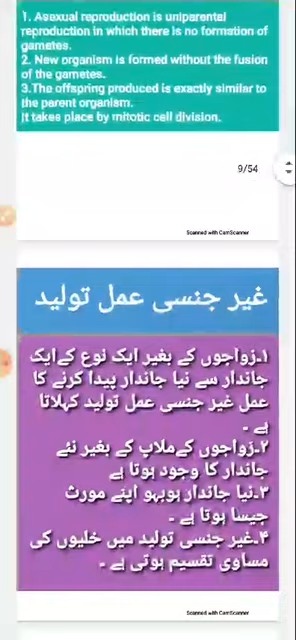 1. Asexual reproduction is uniparental
reproduction in which there is no formation of
gametes.
2. New organism is formed without the fusion
of the gametes.
3.The offspring produced is exactly similar to
the parent organism.
It takes place by mitotic cell division.
9/54
Scanned with CamScanner
غیر جنسی عمل تولید
۱۔زواجوں کے بغیر ایک نوع کےایک
جاندار سے نیا جاندار پیدا کرنے کا
عمل غیر جنسی عمل تولید کہلاتا
ہے ۔
۲۔زواجوں کےملاپ کے بغیر نئے
جاندار کا وجود ہوتا ہے
۳۔نیا جاندار ہوبہو اپنے مورث
جیسا ہوتا ہے ۔
۴۔غیر جنسی تولید میں خلیوں کی
مساوی تقسیم ہوتی ہے ۔
Scanned with CamScanner